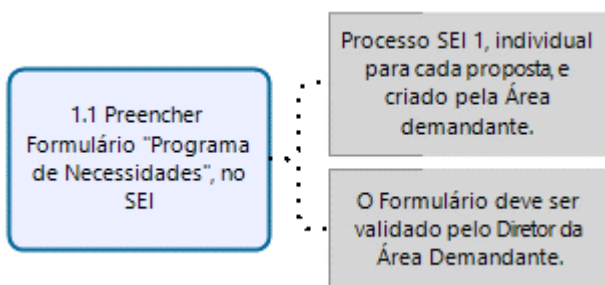 1.1 Preencher
Formulário "Programa
de Necessidades", no
SEI
Processo SEI 1, individual
para cada proposta, e
criado pela Área
demandante.
O Formulário deve ser
validado pelo Diretor da
Área Demandante.